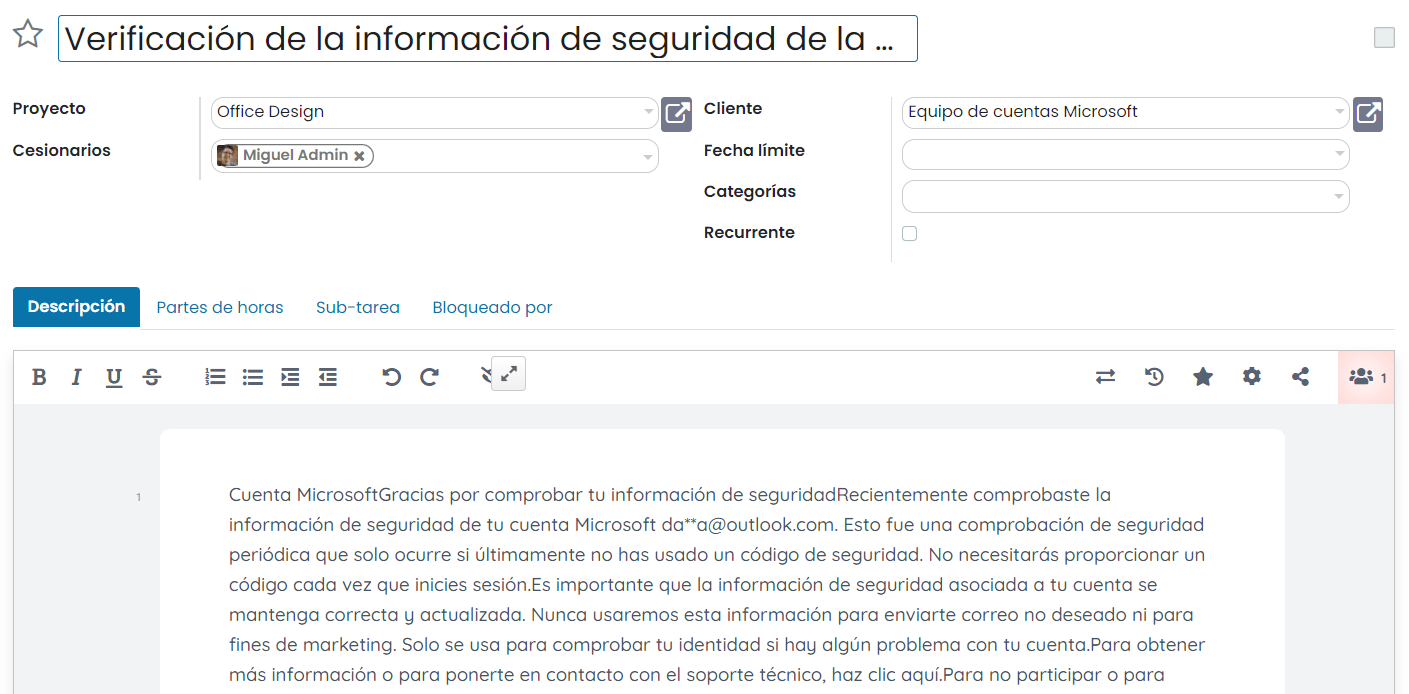 Verificación de la información de seguridad de la ...
Proyecto
Office Design
Cliente
Equipo de cuentas Microsoft
Cesionarios
Miguel Admin
Fecha límite
Categorías
Recurrente
Descripción
Partes de horas
Sub-tarea
Bloqueado por
B I U S
1
1
Cuenta MicrosoftGracias por comprobar tu información de seguridadRecientemente comprobaste la
información de seguridad de tu cuenta Microsoft da**a@outlook.com. Esto fue una comprobación de seguridad
periódica que solo ocurre si últimamente no has usado un código de seguridad. No necesitarás proporcionar un
código cada vez que inicies sesión.Es importante que la información de seguridad asociada a tu cuenta se
mantenga correcta y actualizada. Nunca usaremos esta información para enviarte correo no deseado ni para
fines de marketing. Solo se usa para comprobar tu identidad si hay algún problema con tu cuenta.Para obtener
más información o para ponerte en contacto con el soporte técnico, haz clic aquí.Para no participar o para